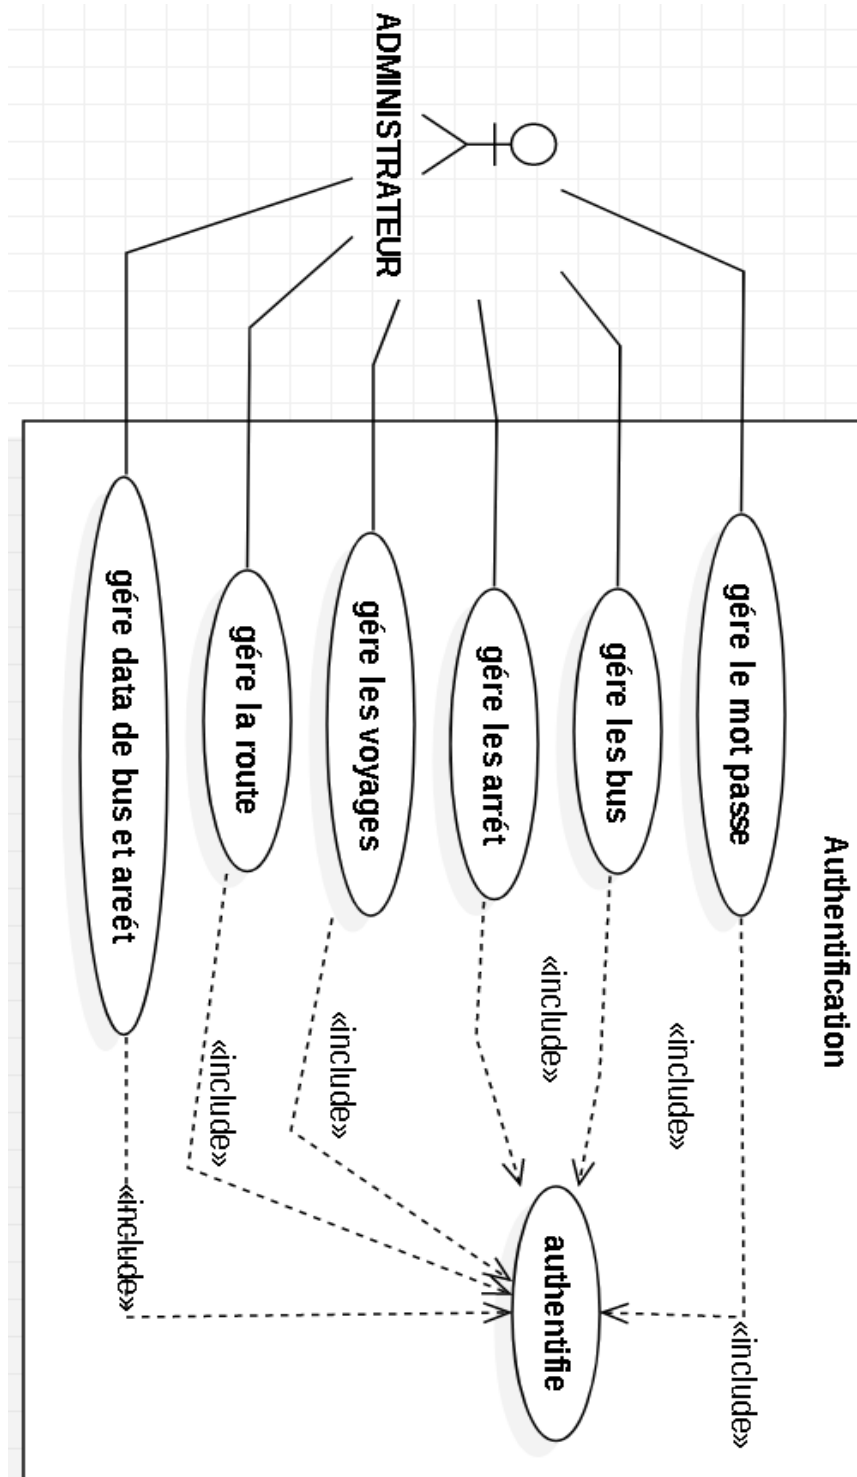 Authentification
ADMINISTRATEUR
gére le mot passe
«include»
gére les bus
«include»
gére les arrét
«include»
authentifie
gére les voyages
«include»
gére la route
«include»
gére data de bus et areét
«include»